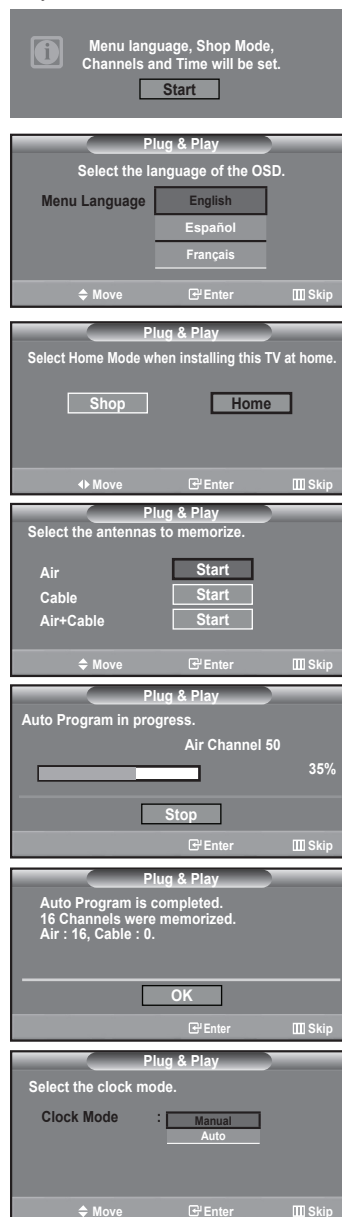 Menu language, Shop Mode,
Channels and Time will be set.
Start
Plug & Play
Select the language of the OSD.
Menu Language English
Español
Français
Move Enter Skip
Plug & Play
Select Home Mode when installing this TV at home.
Shop Home
Move Enter Skip
Plug & Play
Select the antennas to memorize.
Air Start
Cable Start
Air+Cable Start
Move Enter Skip
Plug & Play
Auto Program in progress.
Air Channel 50
35%
Stop
Enter Skip
Plug & Play
Auto Program is completed.
16 Channels were memorized.
Air : 16, Cable : 0.
OK
Enter Skip
Plug & Play
Select the clock mode.
Clock Mode : Manual
Auto
Move Enter Skip